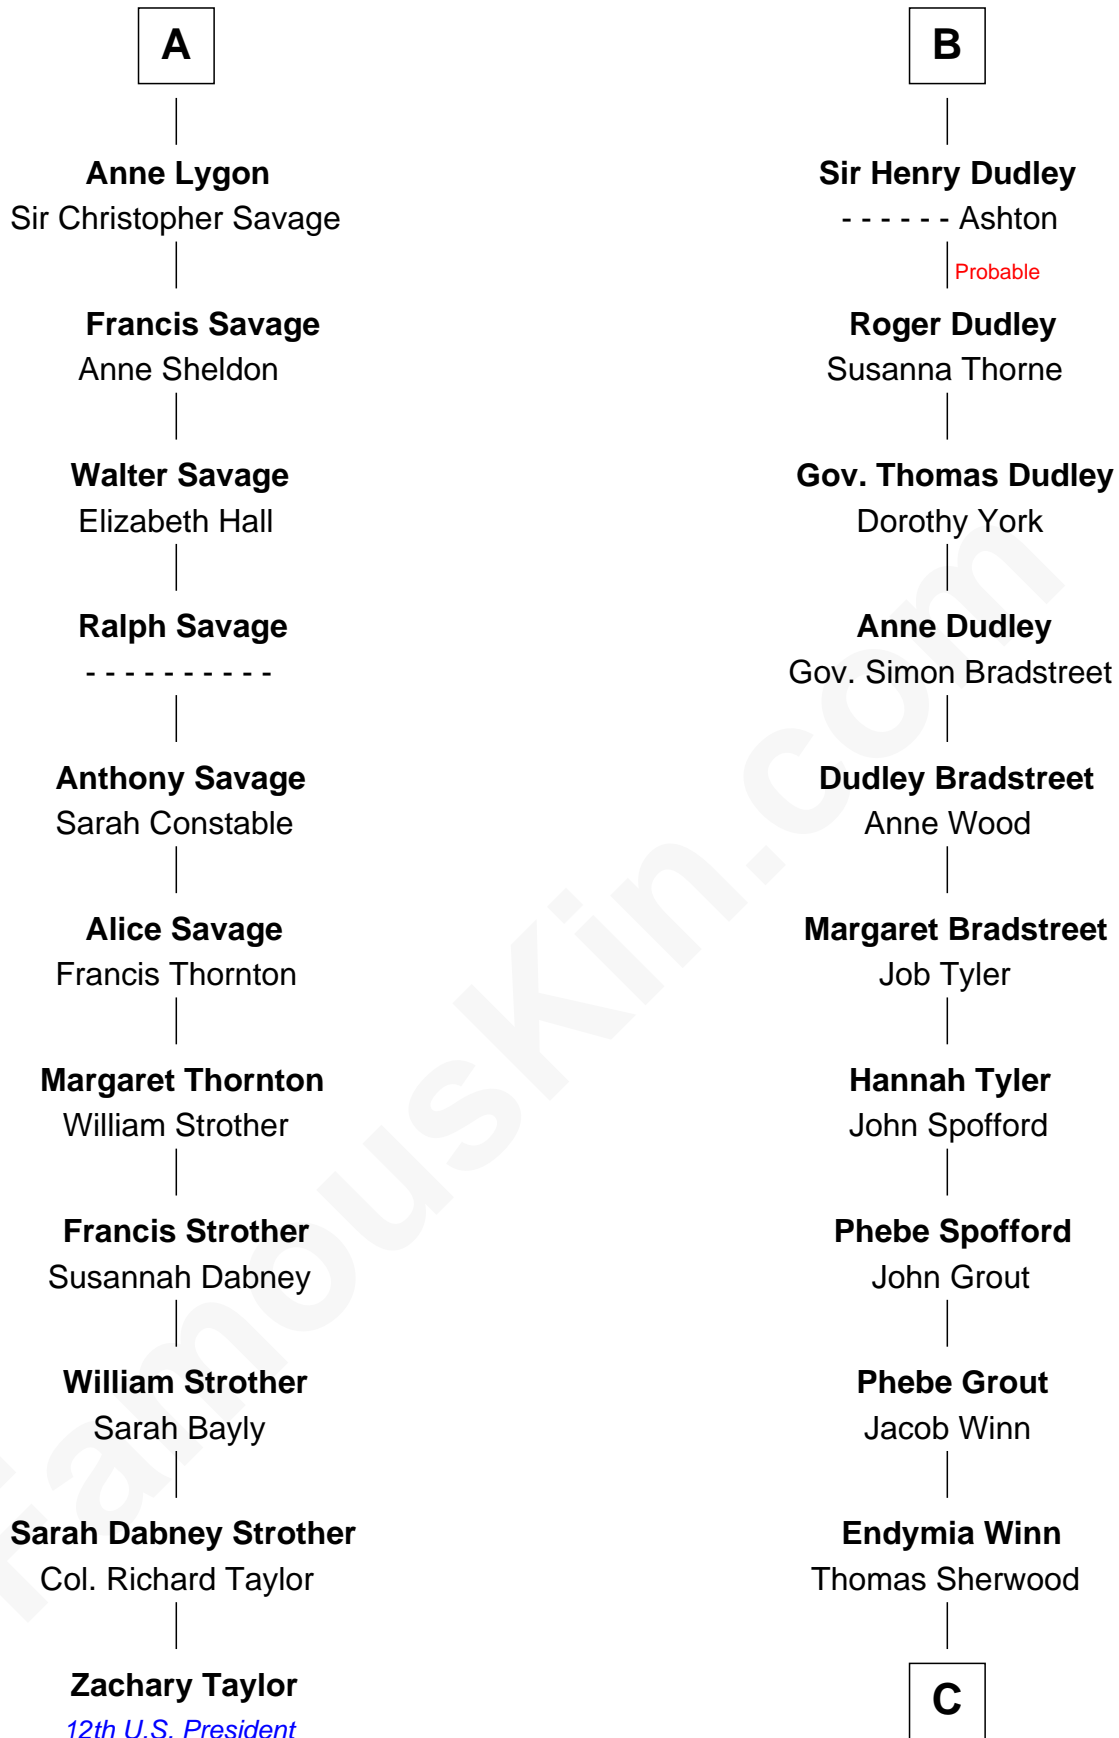 A
Anne Lygon
Sir Christopher Savage
Francis Savage
Anne Sheldon
Walter Savage
Elizabeth Hall
Ralph Savage
- - - - - - - - - -
Anthony Savage
Sarah Constable
Alice Savage
Francis Thornton
Margaret Thornton
William Strother
Francis Strother
Susannah Dabney
William Strother
Sarah Bayly
Sarah Dabney Strother
Col. Richard Taylor
Zachary Taylor
12th U.S. President
B
Sir Henry Dudley
- - - - - - Ashton
Probable
Roger Dudley
Susanna Thorne
Gov. Thomas Dudley
Dorothy York
Anne Dudley
Gov. Simon Bradstreet
Dudley Bradstreet
Anne Wood
Margaret Bradstreet
Job Tyler
Hannah Tyler
John Spofford
Phebe Spofford
John Grout
Phebe Grout
Jacob Winn
Endymia Winn
Thomas Sherwood
C
FamousKin.com